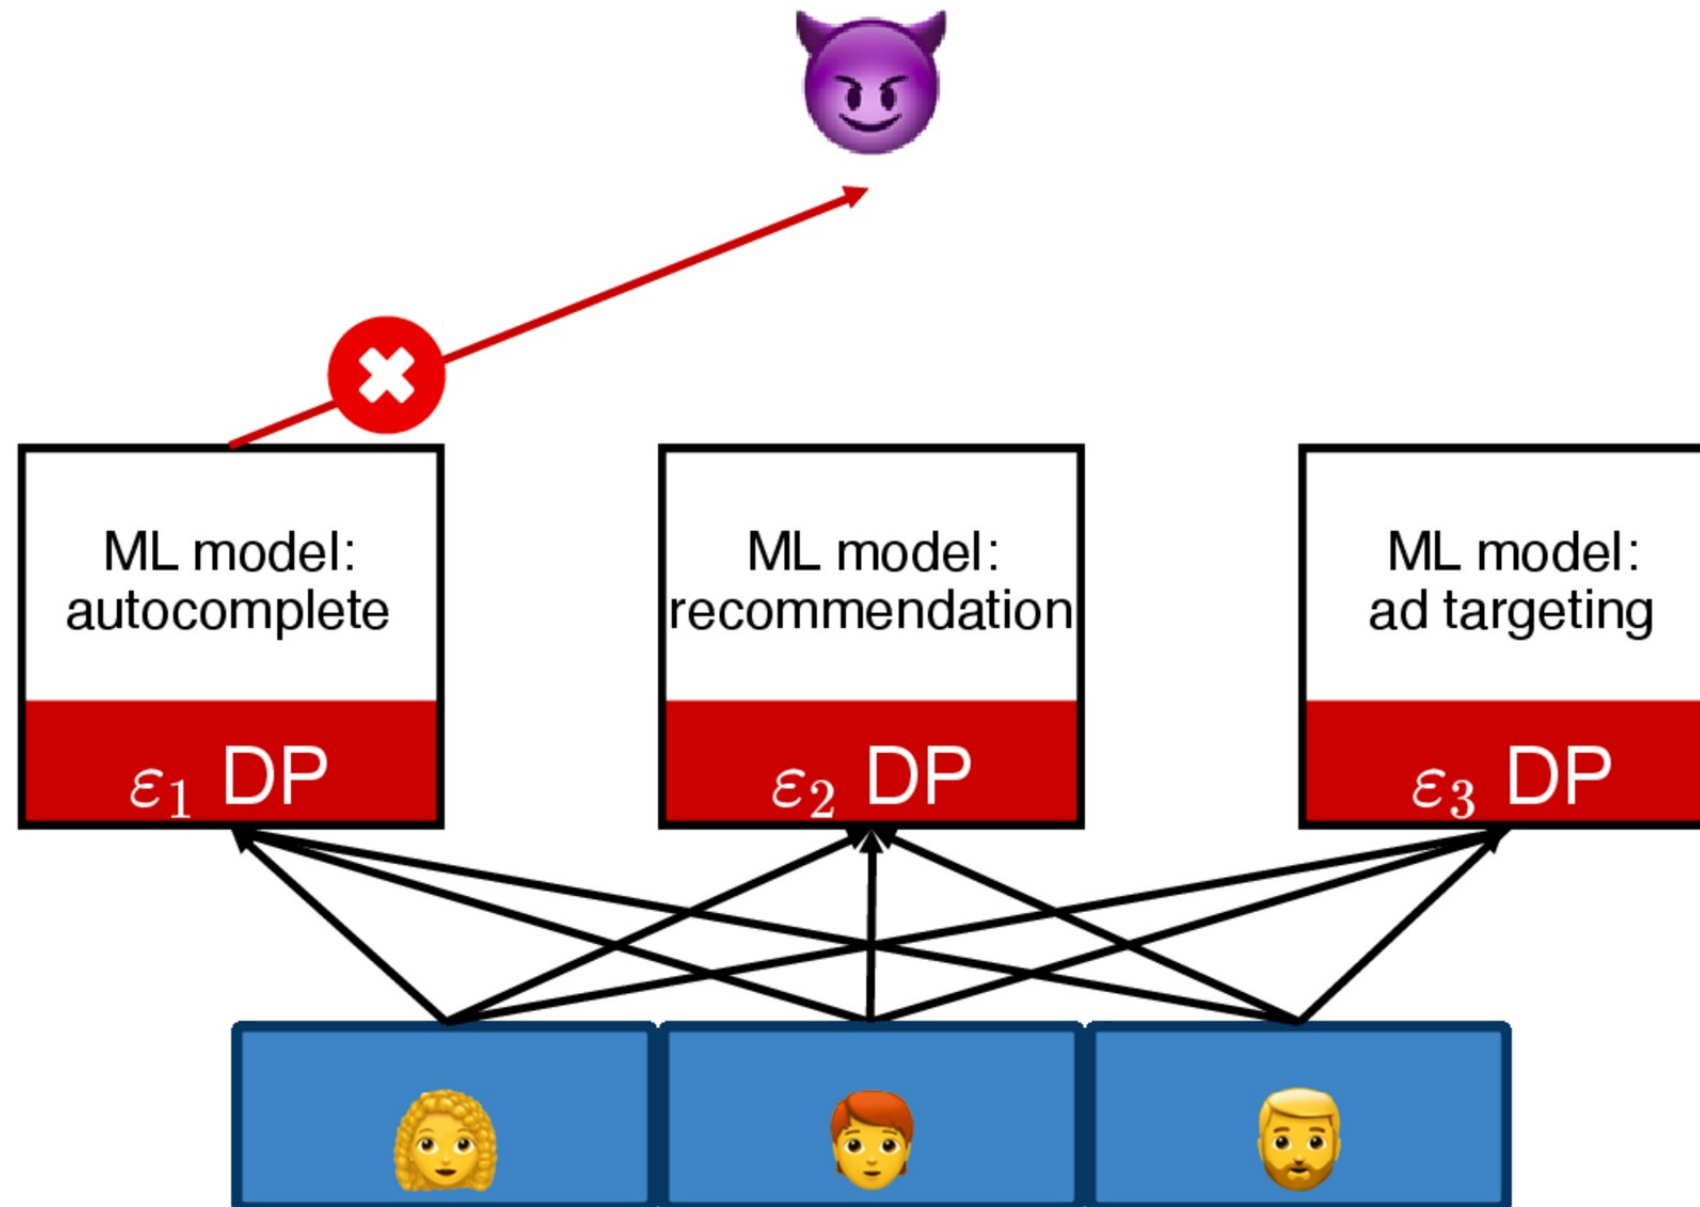 ML model:
autocomplete
ε₁ DP
ML model:
recommendation
ε₂ DP
ML model:
ad targeting
ε₃ DP